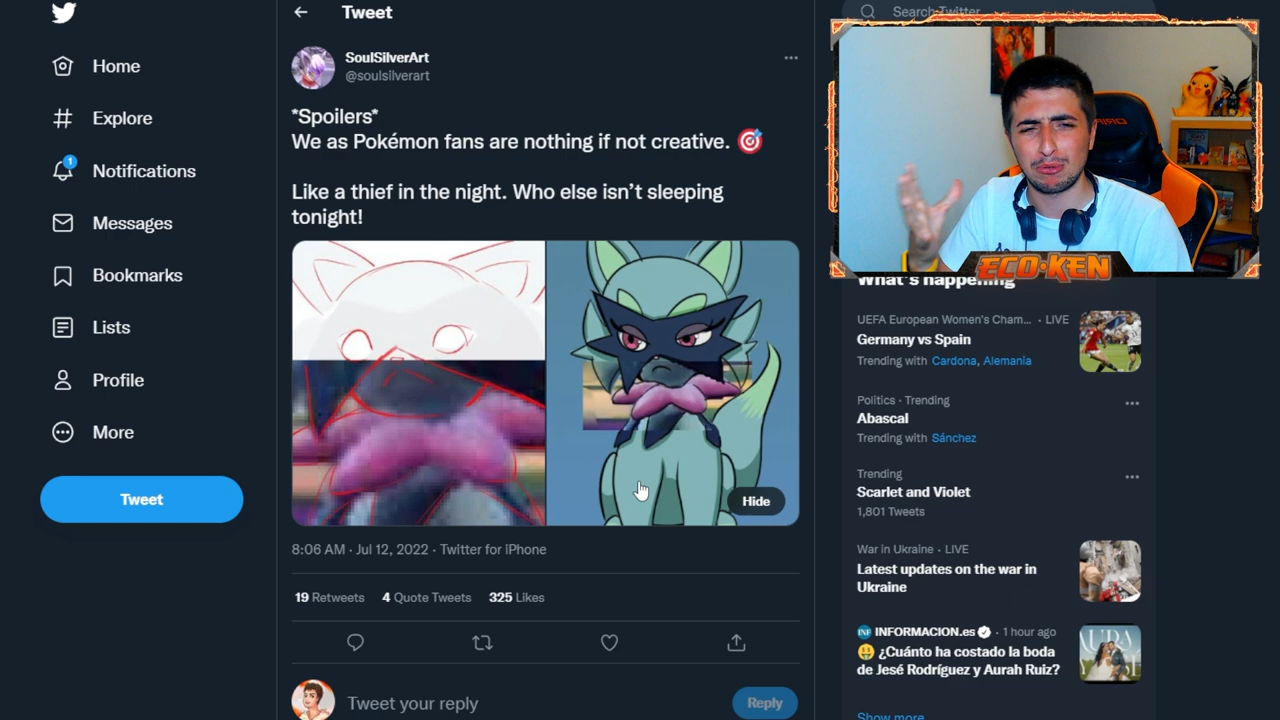 Home
Explore
1
Notifications
Messages
Bookmarks
Lists
Profile
More
Tweet
Tweet
SoulSilverArt
@soulsilverart
*Spoilers*
We as Pokémon fans are nothing if not creative. 🎯
Like a thief in the night. Who else isn’t sleeping
tonight!
Hide
8:06 AM · Jul 12, 2022 · Twitter for iPhone
19 Retweets 4 Quote Tweets 325 Likes
Tweet your reply
Reply
Search Twitter
ECO·KEN
What's happening
UEFA European Women's Cham... · LIVE
Germany vs Spain
Trending with Cardona, Alemania
Politics · Trending
Abascal
Trending with Sánchez
Trending
Scarlet and Violet
1,801 Tweets
War in Ukraine · LIVE
Latest updates on the war in
Ukraine
INF INFORMACION.es · 1 hour ago
🤑 ¿Cuánto ha costado la boda
de Jesé Rodríguez y Aurah Ruiz?
Show more